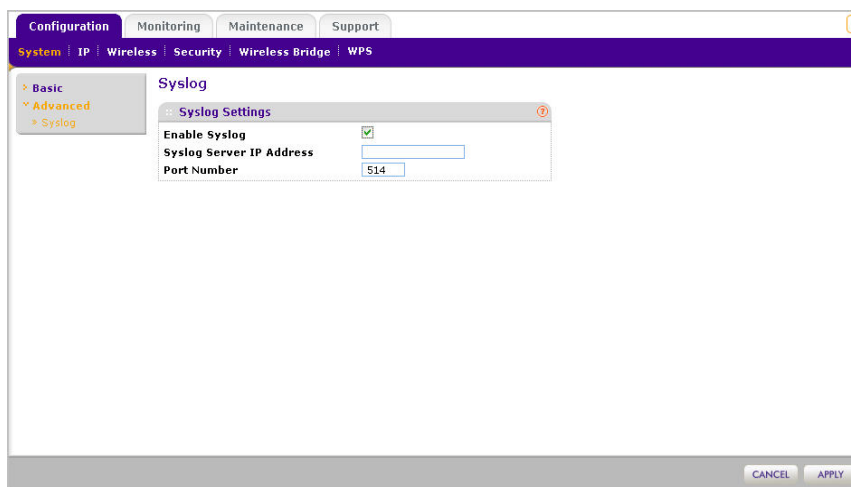 Configuration Monitoring Maintenance Support
System IP Wireless Security Wireless Bridge WPS
Basic
Advanced
Syslog
Syslog
Syslog Settings ?
Enable Syslog
Syslog Server IP Address
Port Number 514
CANCEL APPLY